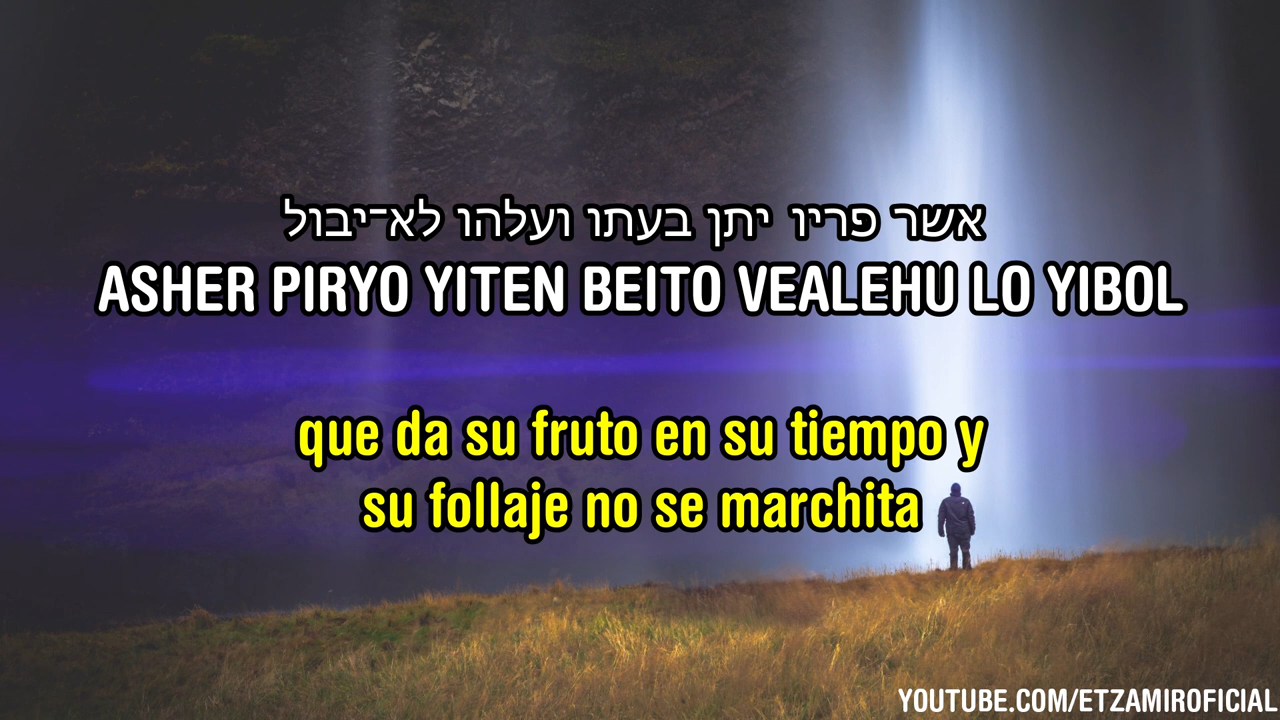 אשר פריו יתן בעתו ועלהו לא־יבול
ASHER PIRYO YITEN BEITO VEALEHU LO YIBOL
que da su fruto en su tiempo y
su follaje no se marchita
YOUTUBE.COM/ETZAMIROFICIAL